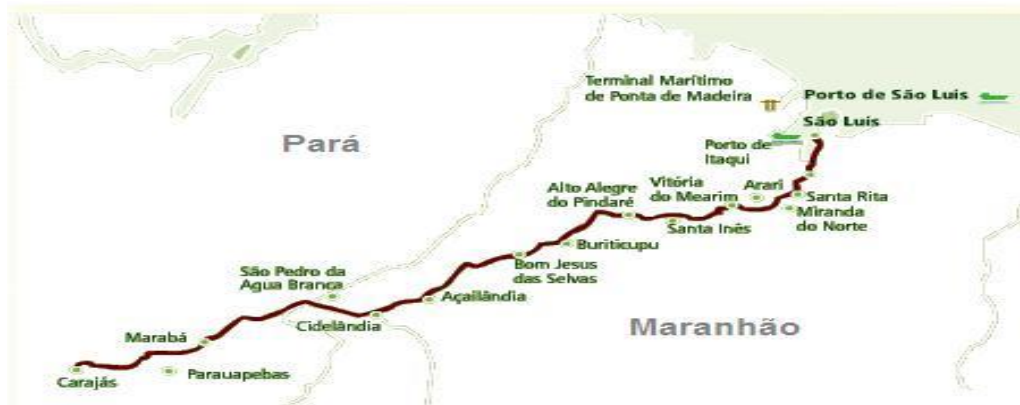 Terminal Marítimo
de Ponta de Madeira
Porto de São Luis
São Luis
Porto de
Itaqui
Pará
Alto Alegre
do Pindaré
Vitória
do Mearim
Arari
Santa Rita
Miranda
do Norte
Santa Inês
Buriticupu
Bom Jesus
das Selvas
São Pedro da
Agua Branca
Açailândia
Cidelândia
Maranhão
Marabá
Parauapebas
Carajás